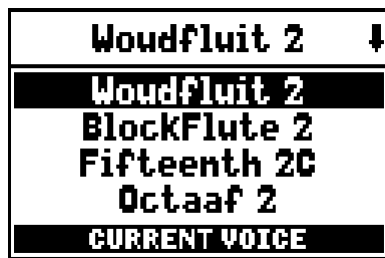 Woudfluit 2
Woudfluit 2
BlockFlute 2
Fifteenth 2C
Octaaf 2
CURRENT VOICE